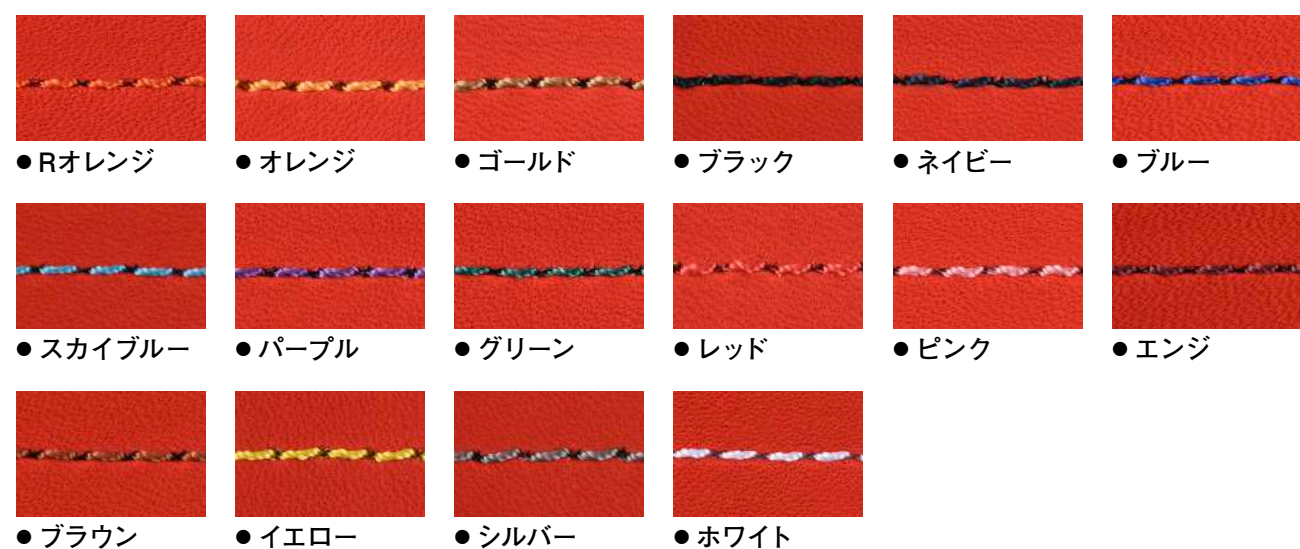 ● Rオレンジ
● オレンジ
● ゴールド
● ブラック
● ネイビー
● ブルー
● スカイブルー
● パープル
● グリーン
● レッド
● ピンク
● エンジ
● ブラウン
● イエロー
● シルバー
● ホワイト